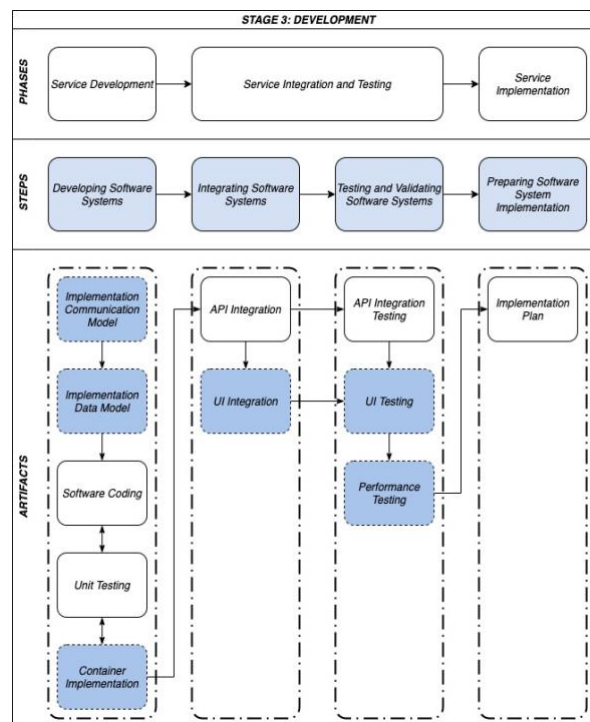 STAGE 3: DEVELOPMENT
PHASES
Service Development
Service Integration and Testing
Service
Implementation
STEPS
Developing Software
Systems
Integrating Software
Systems
Testing and Validating
Software Systems
Preparing Software
System Implementation
ARTIFACTS
Implementation
Communication
Model
Implementation
Data Model
Software Coding
Unit Testing
Container
Implementation
API Integration
UI Integration
API Integration
Testing
UI Testing
Performance
Testing
Implementation
Plan